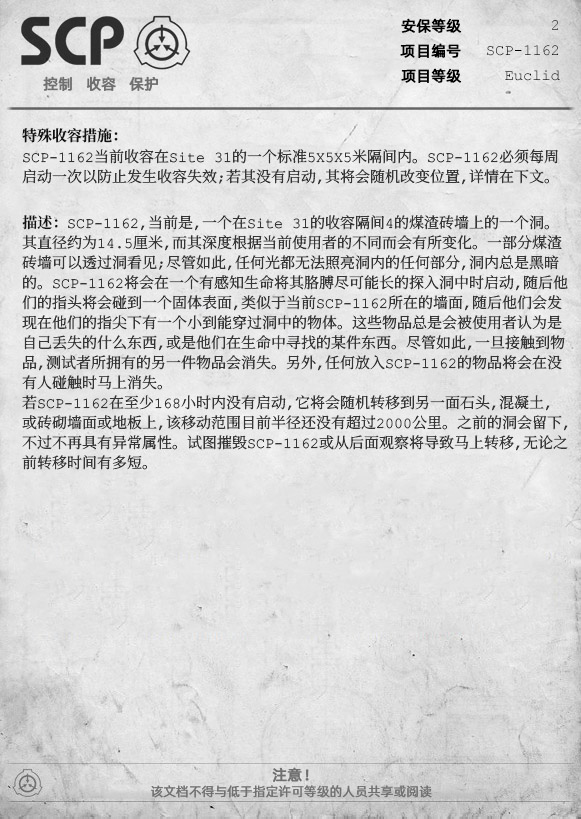 SCP
控制 收容 保护
安保等级 2
项目编号 SCP-1162
项目等级 Euclid
特殊收容措施：
SCP-1162当前收容在Site 31的一个标准5X5X5米隔间内。SCP-1162必须每周
启动一次以防止发生收容失效；若其没有启动，其将会随机改变位置，详情在下文。
描述：SCP-1162，当前是，一个在Site 31的收容隔间4的煤渣砖墙上的一个洞。
其直径约为14.5厘米，而其深度根据当前使用者的不同而会有所变化。一部分煤渣
砖墙可以透过洞看见；尽管如此，任何光都无法照亮洞内的任何部分，洞内总是黑暗
的。SCP-1162将会在一个有感知生命将其胳膊尽可能长的探入洞中时启动，随后他
们的指头将会碰到一个固体表面，类似于当前SCP-1162所在的墙面，随后他们会发
现在他们的指尖下有一个小到能穿过洞中的物体。这些物品总是会被使用者认为是
自己丢失的什么东西，或是他们在生命中寻找的某件东西。尽管如此，一旦接触到物
品，测试者所拥有的另一件物品会消失。另外，任何放入SCP-1162的物品将会在没
有人碰触时马上消失。
若SCP-1162在至少168小时内没有启动，它将会随机转移到另一面石头，混凝土，
或砖砌墙面或地板上，该移动范围目前半径还没有超过2000公里。之前的洞会留下，
不过不再具有异常属性。试图摧毁SCP-1162或从后面观察将导致马上转移，无论之
前转移时间有多短。
注意！
该文档不得与低于指定许可等级的人员共享或阅读